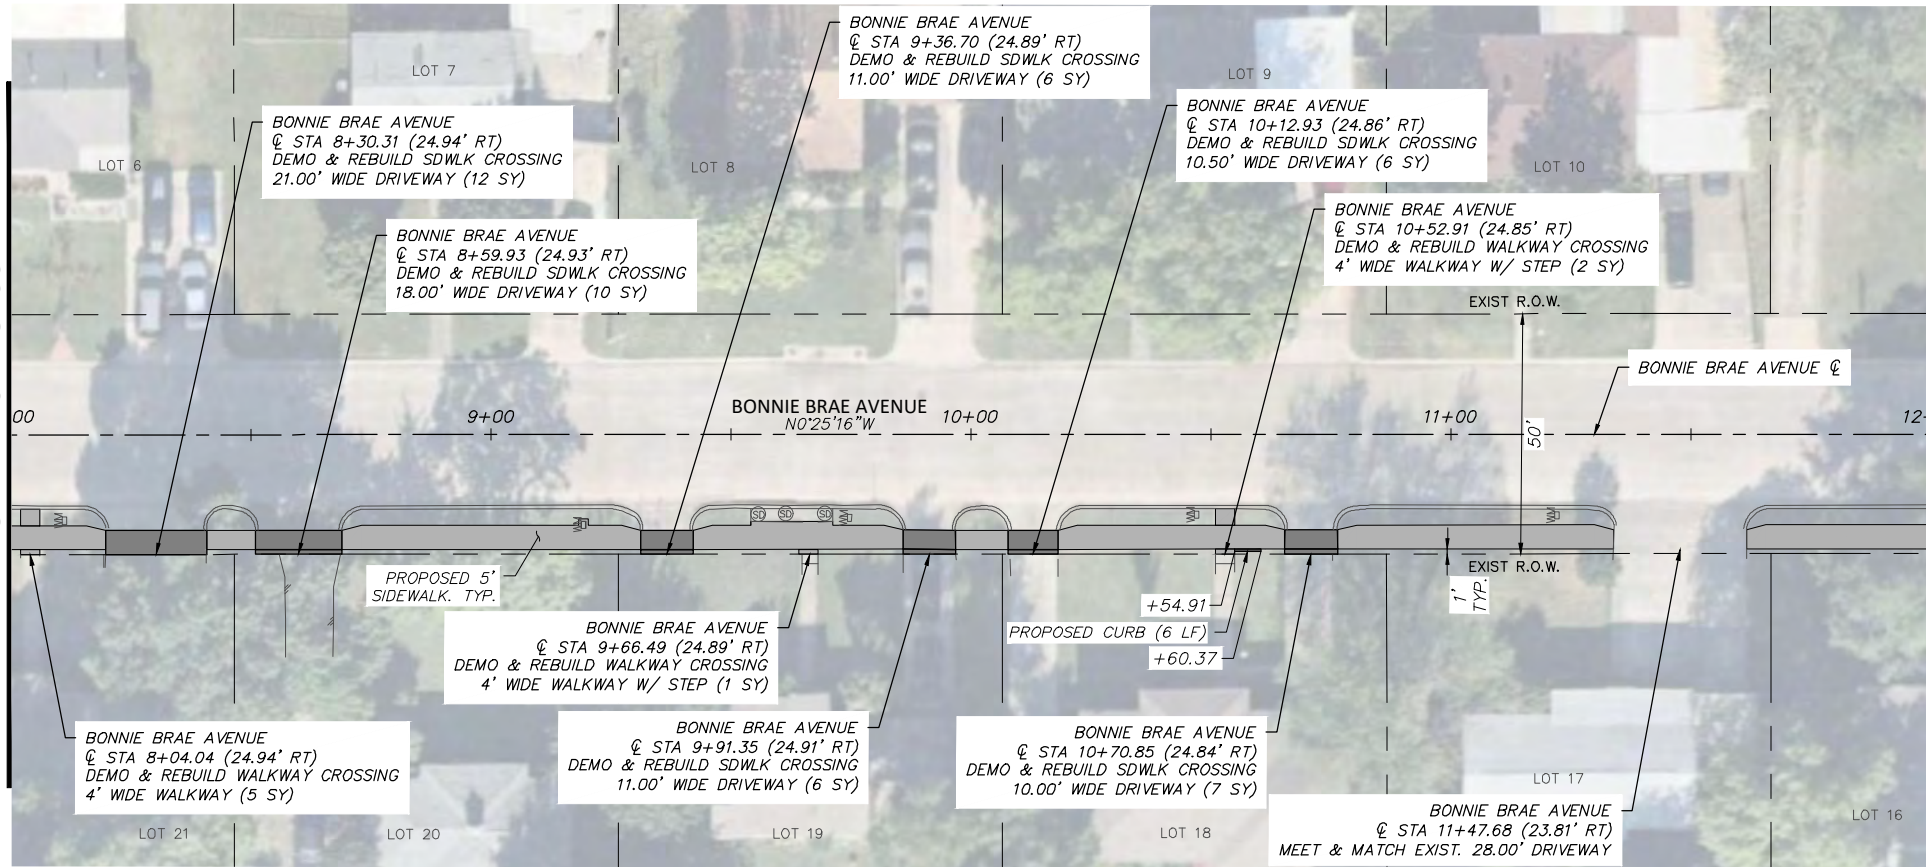 BONNIE BRAE AVENUE
℄ STA 9+36.70 (24.89' RT)
DEMO & REBUILD SDWLK CROSSING
11.00' WIDE DRIVEWAY (6 SY)
LOT 7
LOT 9
BONNIE BRAE AVENUE
℄ STA 8+30.31 (24.94' RT)
DEMO & REBUILD SDWLK CROSSING
21.00' WIDE DRIVEWAY (12 SY)
BONNIE BRAE AVENUE
℄ STA 10+12.93 (24.86' RT)
DEMO & REBUILD SDWLK CROSSING
10.50' WIDE DRIVEWAY (6 SY)
LOT 6
LOT 8
LOT 10
BONNIE BRAE AVENUE
℄ STA 8+59.93 (24.93' RT)
DEMO & REBUILD SDWLK CROSSING
18.00' WIDE DRIVEWAY (10 SY)
BONNIE BRAE AVENUE
℄ STA 10+52.91 (24.85' RT)
DEMO & REBUILD WALKWAY CROSSING
4' WIDE WALKWAY W/ STEP (2 SY)
EXIST R.O.W.
BONNIE BRAE AVENUE ℄
00
9+00
BONNIE BRAE AVENUE
N0°25'16"W
10+00
11+00
12+
50'
WM
WM
SD
SD
SD
WM
WM
WM
PROPOSED 5'
SIDEWALK. TYP.
EXIST R.O.W.
1'
TYP.
+54.91
PROPOSED CURB (6 LF)
+60.37
BONNIE BRAE AVENUE
℄ STA 9+66.49 (24.89' RT)
DEMO & REBUILD WALKWAY CROSSING
4' WIDE WALKWAY W/ STEP (1 SY)
BONNIE BRAE AVENUE
℄ STA 8+04.04 (24.94' RT)
DEMO & REBUILD WALKWAY CROSSING
4' WIDE WALKWAY (5 SY)
BONNIE BRAE AVENUE
℄ STA 9+91.35 (24.91' RT)
DEMO & REBUILD SDWLK CROSSING
11.00' WIDE DRIVEWAY (6 SY)
BONNIE BRAE AVENUE
℄ STA 10+70.85 (24.84' RT)
DEMO & REBUILD SDWLK CROSSING
10.00' WIDE DRIVEWAY (7 SY)
LOT 17
BONNIE BRAE AVENUE
℄ STA 11+47.68 (23.81' RT)
MEET & MATCH EXIST. 28.00' DRIVEWAY
LOT 21
LOT 20
LOT 19
LOT 18
LOT 16